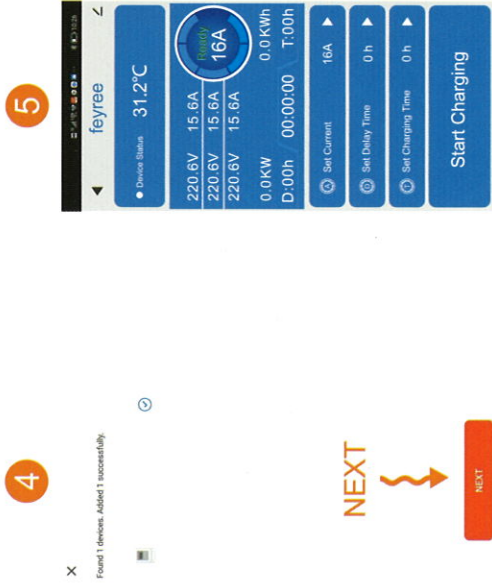 4
Found 1 devices. Added 1 successfully.
NEXT
NEXT
5
10:26
feyree
Device Status 31.2°C
220.6V 15.6A
220.6V 15.6A
220.6V 15.6A
Ready
16A
0.0KW 0.0KWh
D:00h 00:00:00 T:00h
Set Current 16A
Set Delay Time 0 h
Set Charging Time 0 h
Start Charging